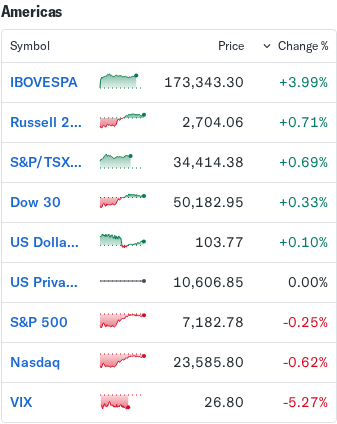 Americas
Symbol Price Change %
IBOVESPA 173,343.30 +3.99%
Russell 2... 2,704.06 +0.71%
S&P/TSX... 34,414.38 +0.69%
Dow 30 50,182.95 +0.33%
US Dolla... 103.77 +0.10%
US Priva... 10,606.85 0.00%
S&P 500 7,182.78 -0.25%
Nasdaq 23,585.80 -0.62%
VIX 26.80 -5.27%